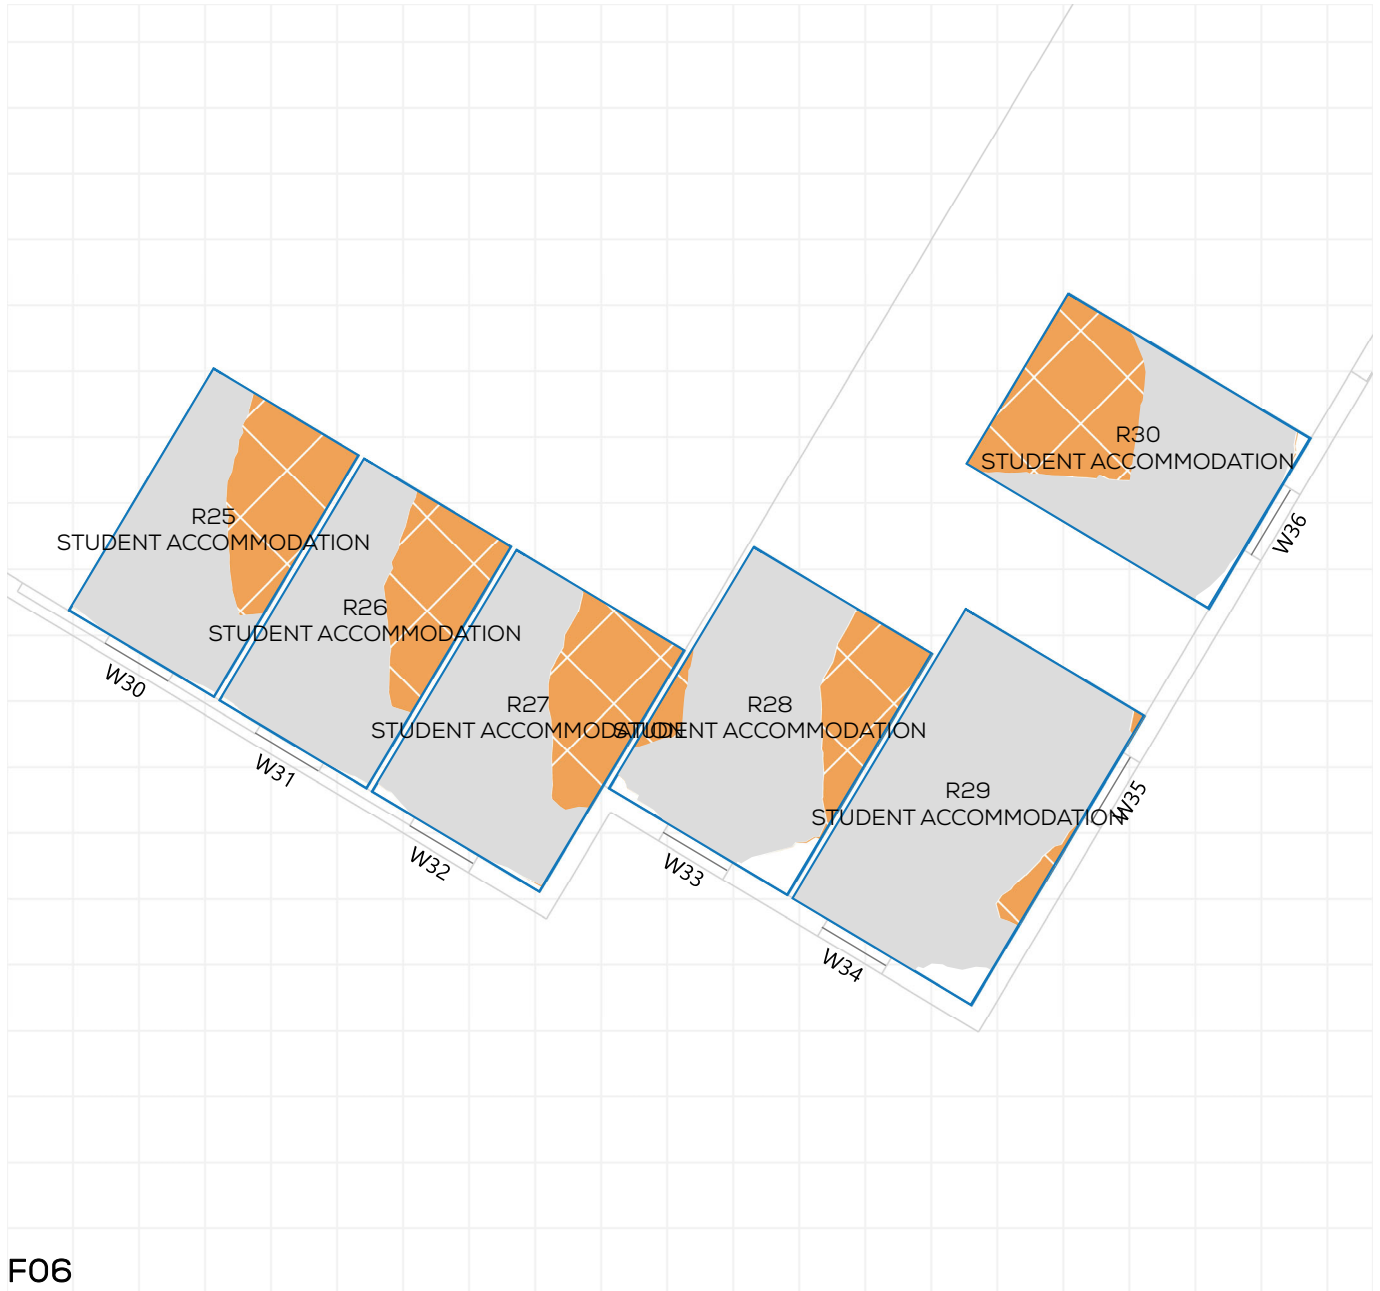 R30
STUDENT ACCOMMODATION
W36
R25
STUDENT ACCOMMODATION
R26
STUDENT ACCOMMODATION
W30
R27
STUDENT ACCOMMODATION
R28
STUDENT ACCOMMODATION
W31
R29
STUDENT ACCOMMODATION
W35
W32
W33
W34
F06